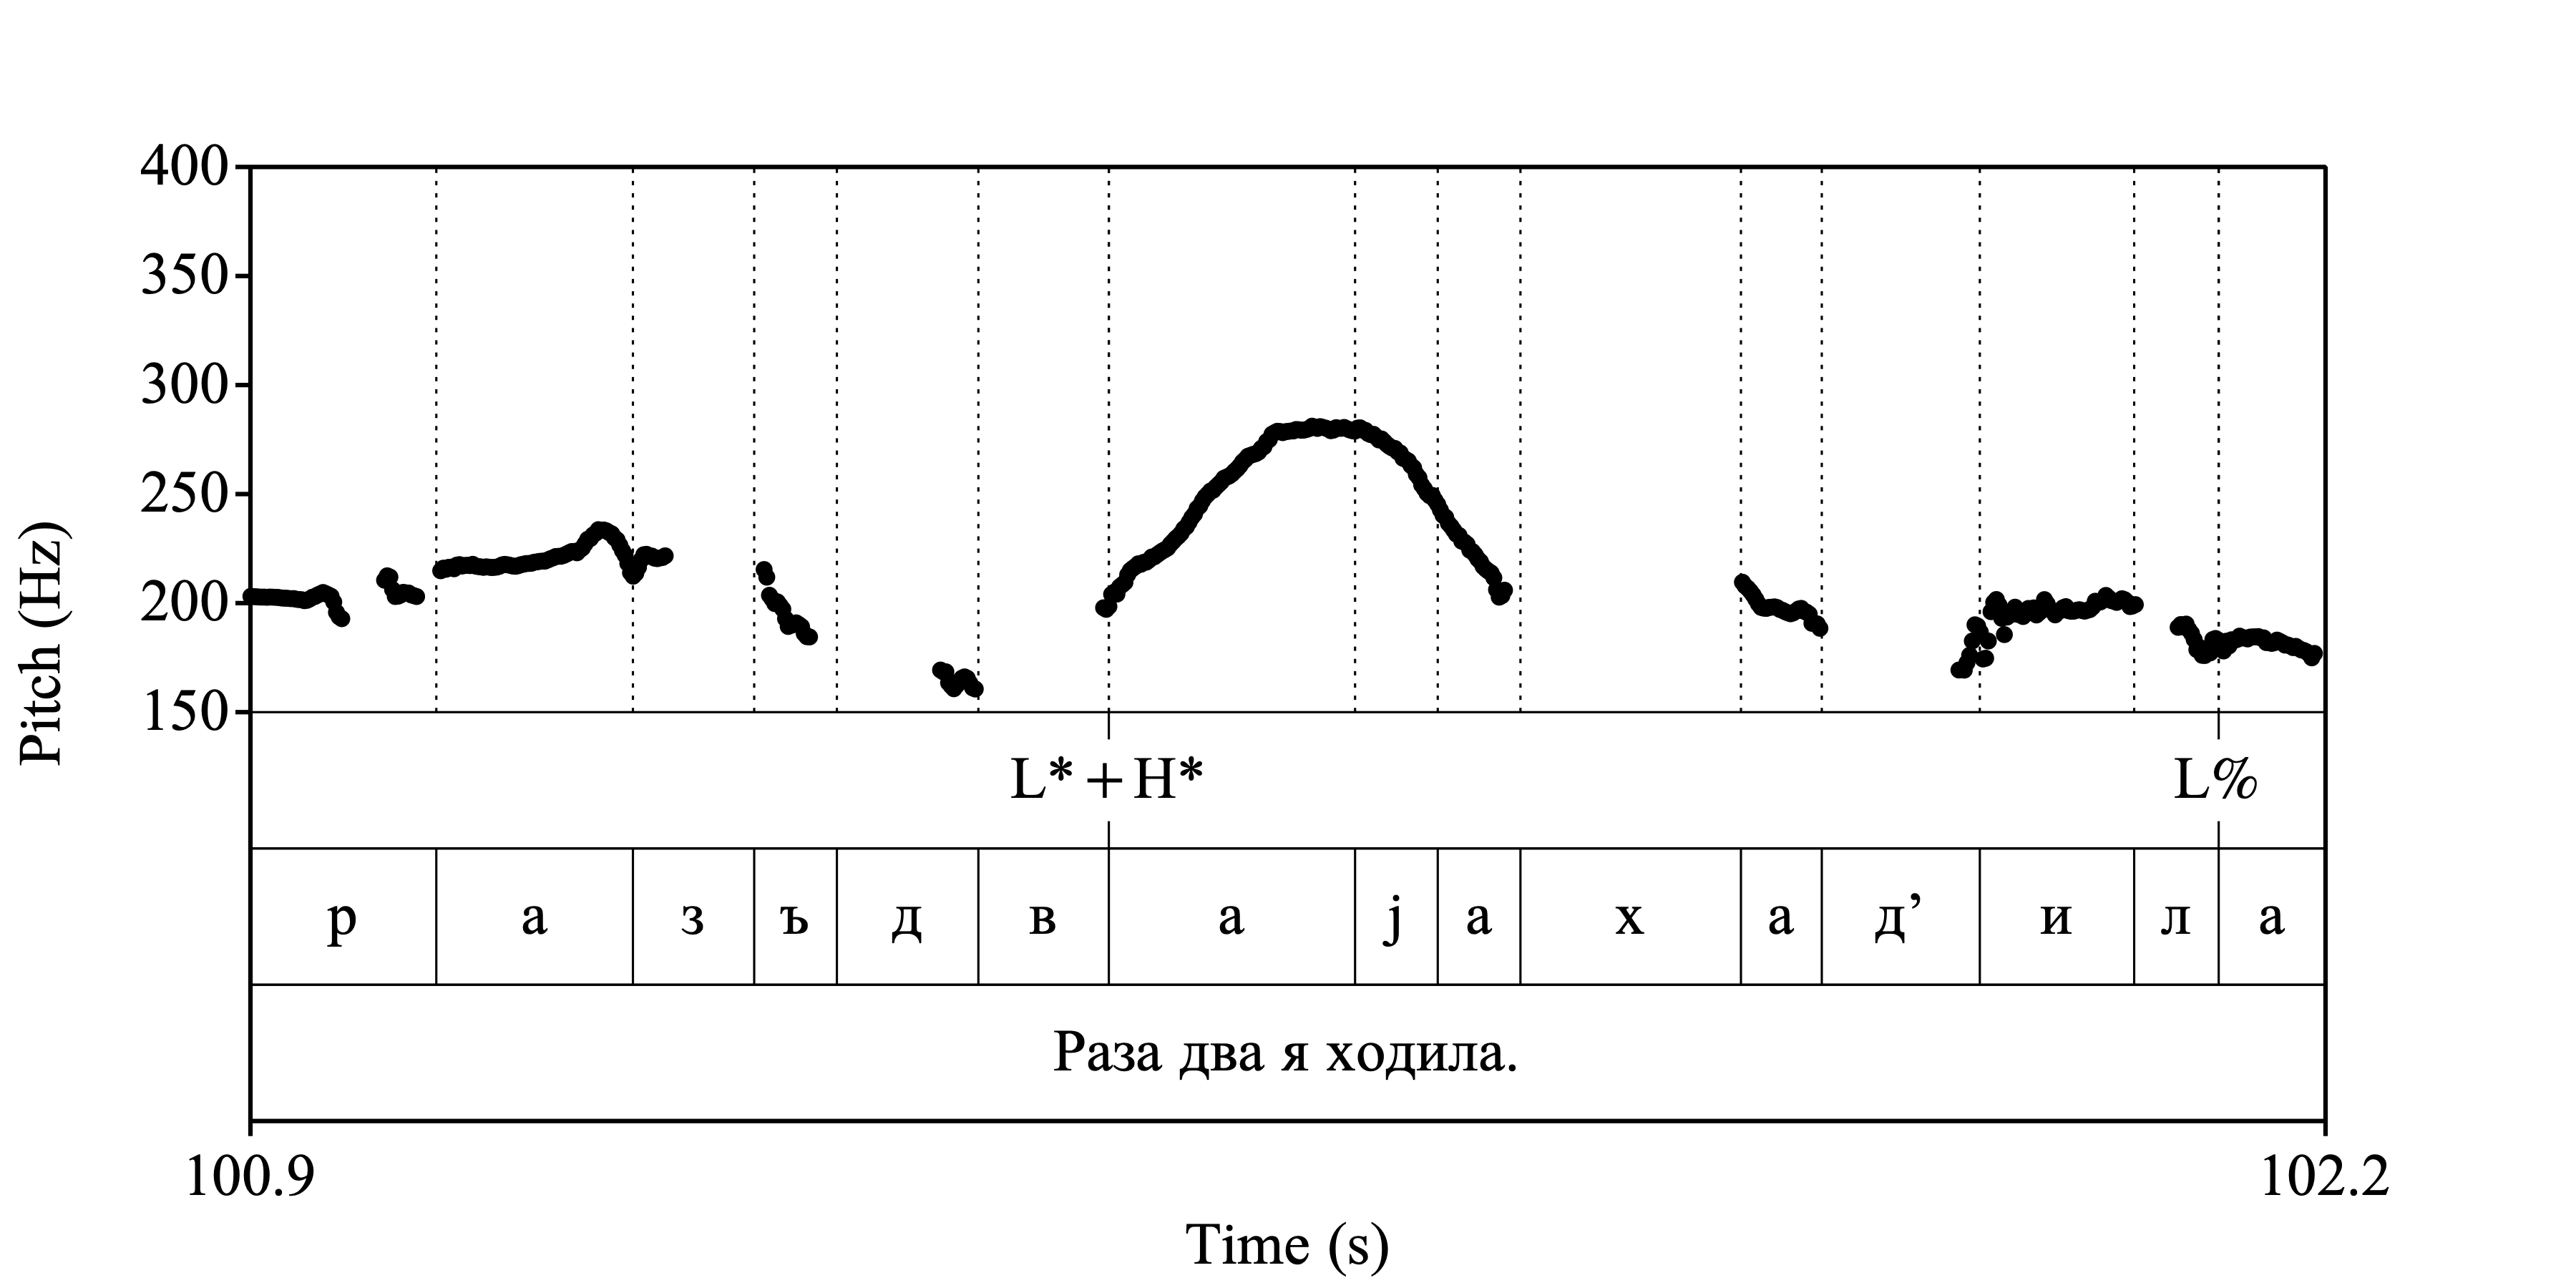 400
350
300
250
200
150
Pitch (Hz)
L*+H* L%
р а з ъ д в а j а х а д’ и л а
Раза два я ходила.
100.9 102.2
Time (s)